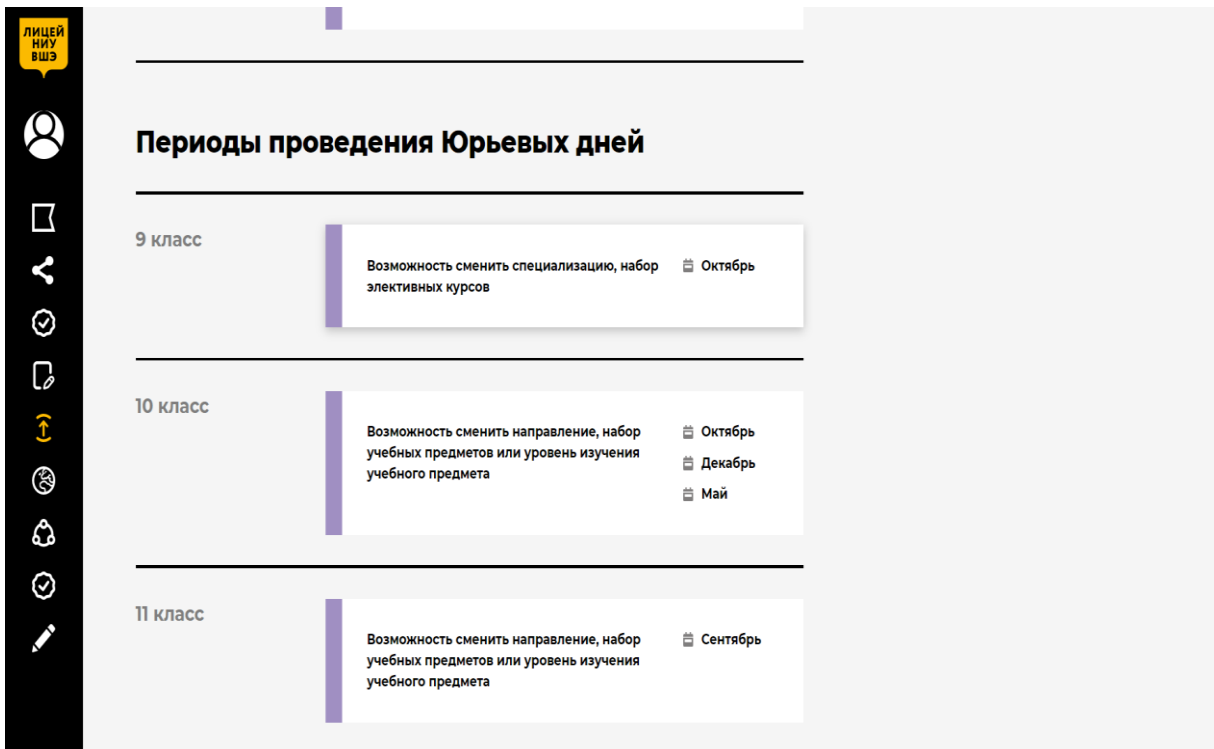 ЛИЦЕЙ
НИУ
ВШЭ
Периоды проведения Юрьевых дней
9 класс
Возможность сменить специализацию, набор
элективных курсов
Октябрь
10 класс
Возможность сменить направление, набор
учебных предметов или уровень изучения
учебного предмета
Октябрь
Декабрь
Май
11 класс
Возможность сменить направление, набор
учебных предметов или уровень изучения
учебного предмета
Сентябрь